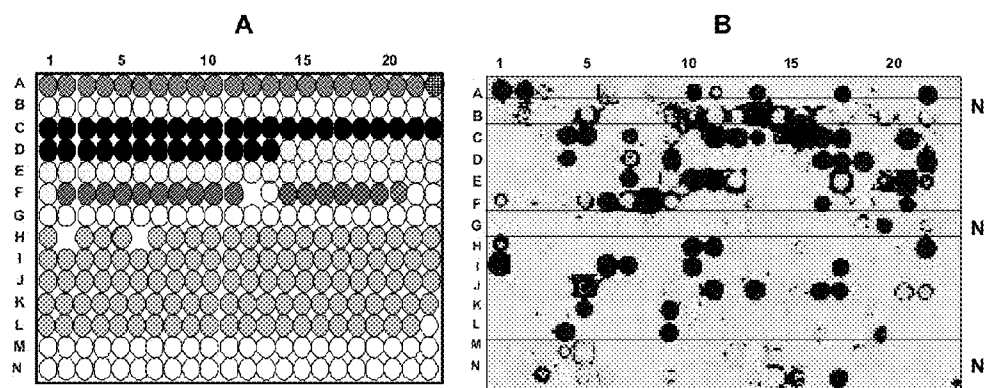 A B
1 5 10 15 20 1 5 10 15 20
A A
B B N
C C
D D
E E
F F
G G N
H H
I I
J J
K K
L L
M M
N N N